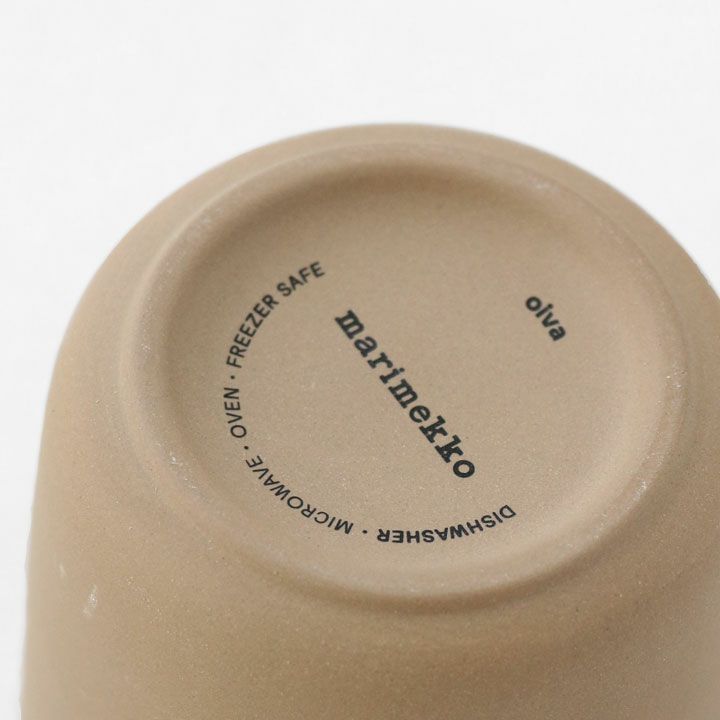 oiva
marimekko
DISHWASHER · MICROWAVE · OVEN · FREEZER SAFE